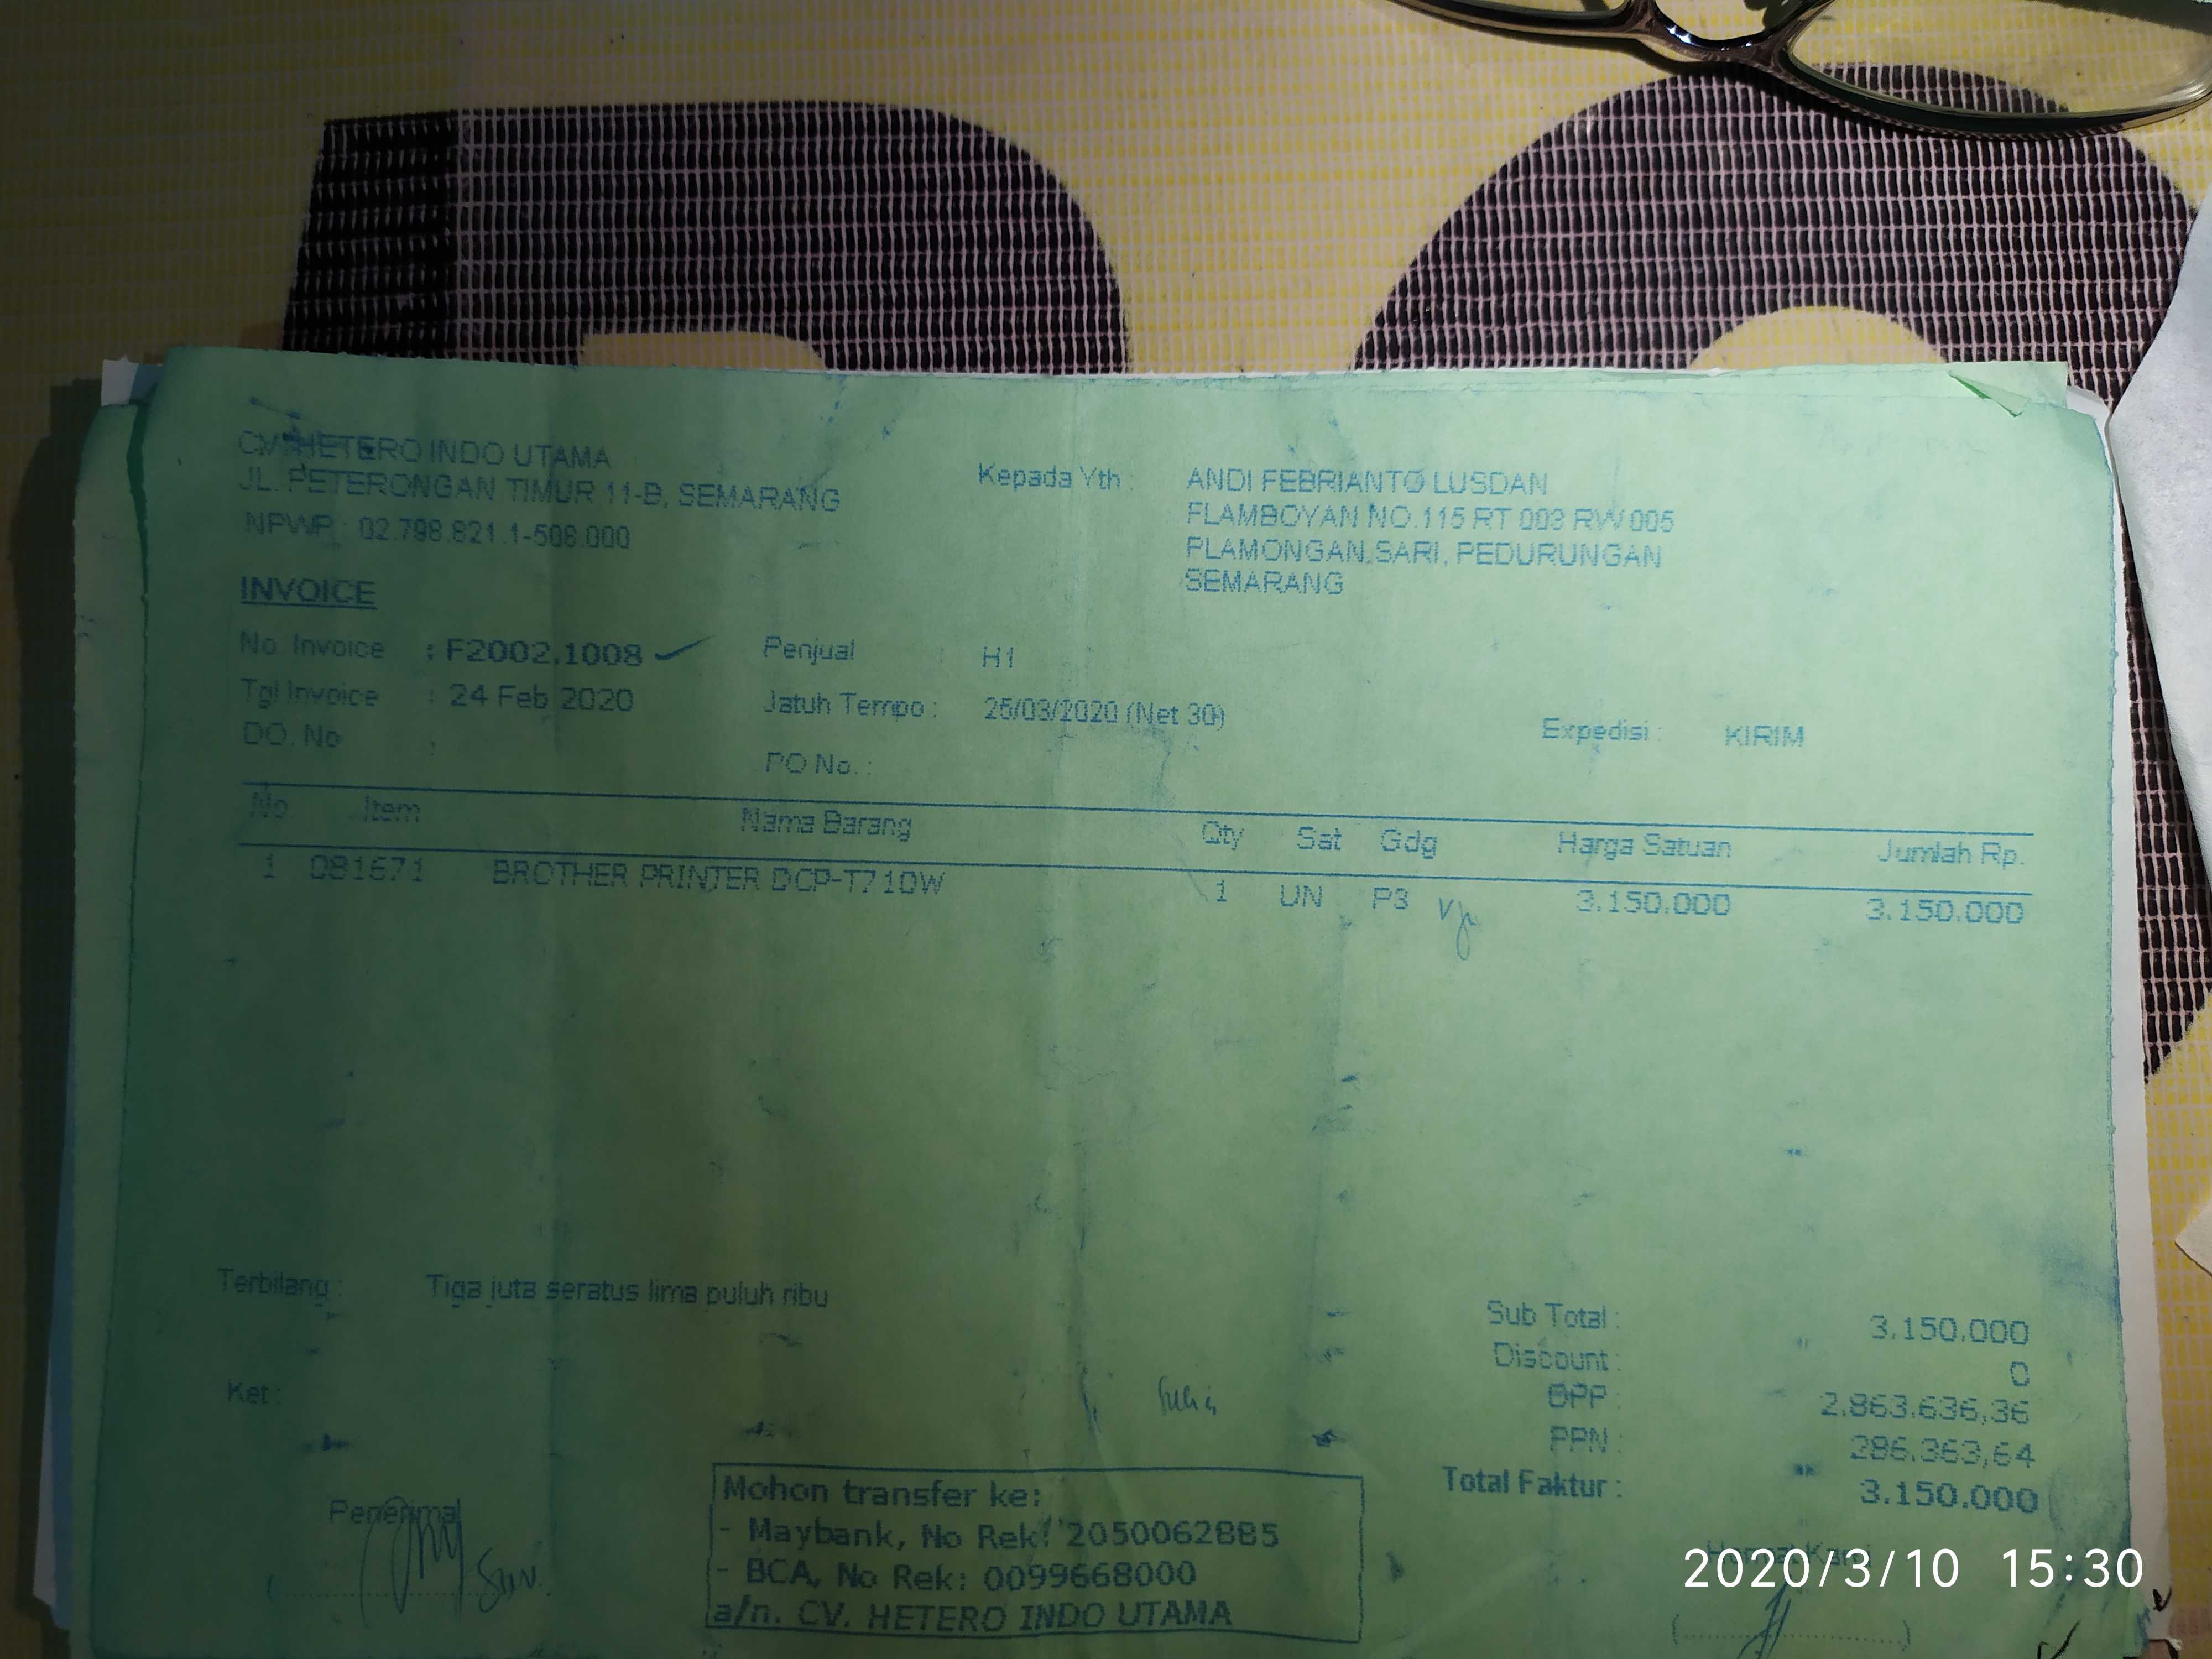 CV. HETERO INDO UTAMA
JL. PETERONGAN TIMUR 11-B, SEMARANG
NPWP : 02.798.821.1-508.000
Kepada Yth :
ANDI FEBRIANTO LUSDAN
FLAMBOYAN NO.115 RT 003 RW 005
PLAMONGAN SARI, PEDURUNGAN
SEMARANG
INVOICE
No. Invoice : F2002.1008 Penjual : H1
Tgl Invoice : 24 Feb 2020 Jatuh Tempo : 25/03/2020 (Net 30)
DO. No : Expedisi : KIRIM
PO No. :
No Item Nama Barang Qty Sat Gdg Harga Satuan Jumlah Rp.
1 081671 BROTHER PRINTER DCP-T710W 1 UN P3 3.150.000 3.150.000
Terbilang : Tiga juta seratus lima puluh ribu
Sub Total : 3.150.000
Discount : 0
Ket :
DPP : 2.863.636,36
PPN : 286.363,64
Total Faktur : 3.150.000
Penerima
Mohon transfer ke:
- Maybank, No Rek: 2050062885
- BCA, No Rek: 0099668000
a/n. CV. HETERO INDO UTAMA
Hormat Kami
2020/3/10 15:30